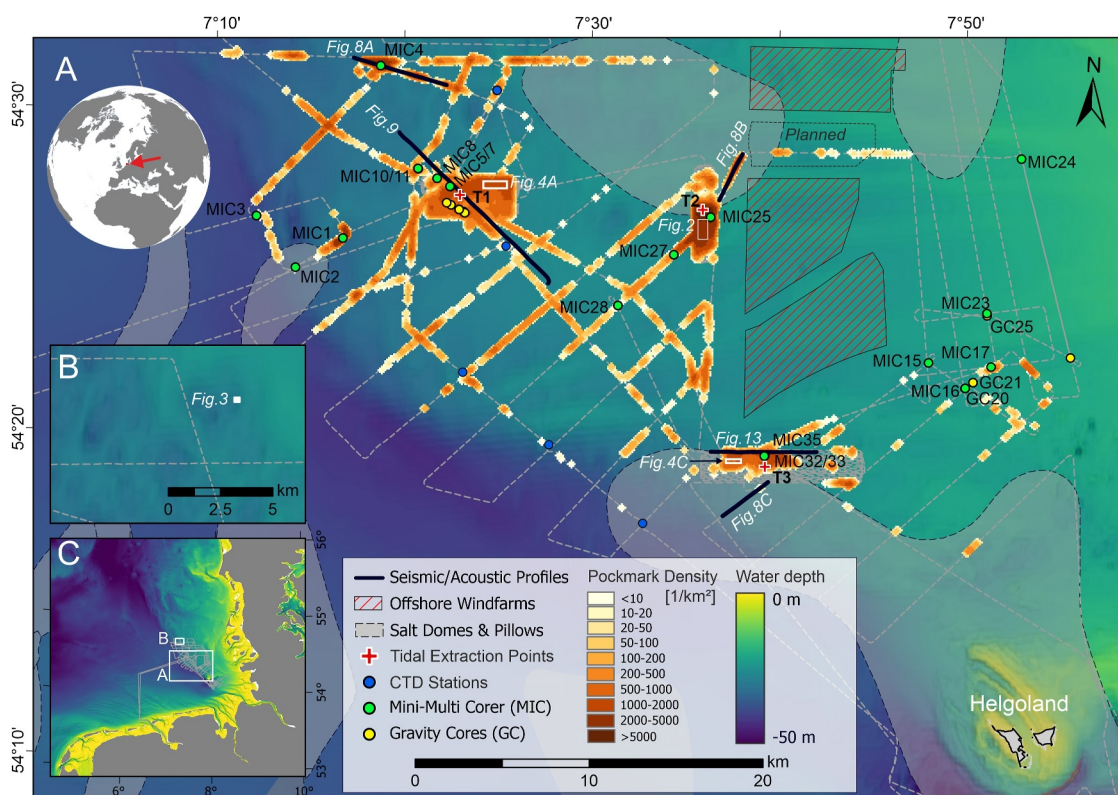 7°10'
7°30'
7°50'
A
Fig.8A
MIC4
N
54°30'
Fig.9
Fig.8B
Planned
MIC8
MIC5/7
MIC10/11
MIC24
Fig.4A
T1
T2
MIC3
MIC25
Fig.2
MIC1
MIC27
MIC2
MIC28
MIC23
GC25
B
MIC15
MIC17
Fig.3
MIC16
GC21
GC20
54°20'
Fig.13
MIC35
Fig.4C
MIC32/33
T3
0 2.5 5
km
Fig.8C
C
56°
55°
54°
53°
B
A
6°
8°
10°
54°10'
Seismic/Acoustic Profiles
Offshore Windfarms
Salt Domes & Pillows
Tidal Extraction Points
CTD Stations
Mini-Multi Corer (MIC)
Gravity Cores (GC)
Pockmark Density
[1/km²]
<10
10-20
20-50
50-100
100-200
200-500
500-1000
1000-2000
2000-5000
>5000
Water depth
0 m
-50 m
0 10 20
km
Helgoland